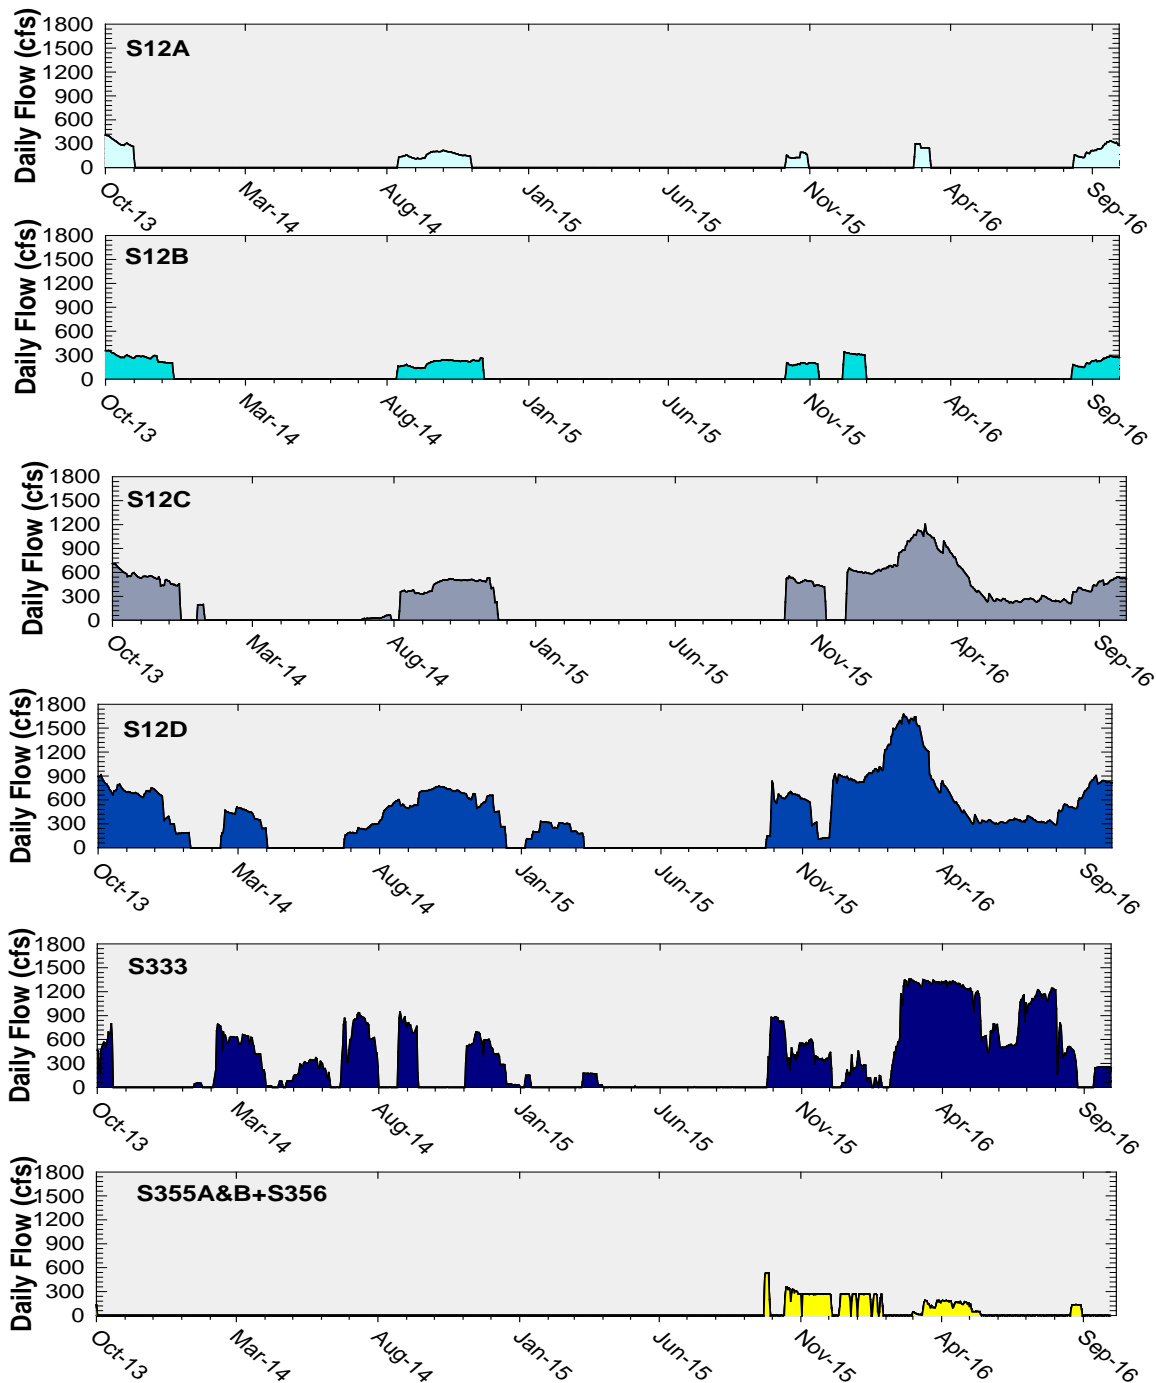 Daily Flow (cfs)
1800
1500
1200
900
600
300
0
S12A
Oct-13
Mar-14
Aug-14
Jan-15
Jun-15
Nov-15
Apr-16
Sep-16
Daily Flow (cfs)
1800
1500
1200
900
600
300
0
S12B
Oct-13
Mar-14
Aug-14
Jan-15
Jun-15
Nov-15
Apr-16
Sep-16
Daily Flow (cfs)
1800
1500
1200
900
600
300
0
S12C
Oct-13
Mar-14
Aug-14
Jan-15
Jun-15
Nov-15
Apr-16
Sep-16
Daily Flow (cfs)
1800
1500
1200
900
600
300
0
S12D
Oct-13
Mar-14
Aug-14
Jan-15
Jun-15
Nov-15
Apr-16
Sep-16
Daily Flow (cfs)
1800
1500
1200
900
600
300
0
S333
Oct-13
Mar-14
Aug-14
Jan-15
Jun-15
Nov-15
Apr-16
Sep-16
Daily Flow (cfs)
1800
1500
1200
900
600
300
0
S355A&B+S356
Oct-13
Mar-14
Aug-14
Jan-15
Jun-15
Nov-15
Apr-16
Sep-16